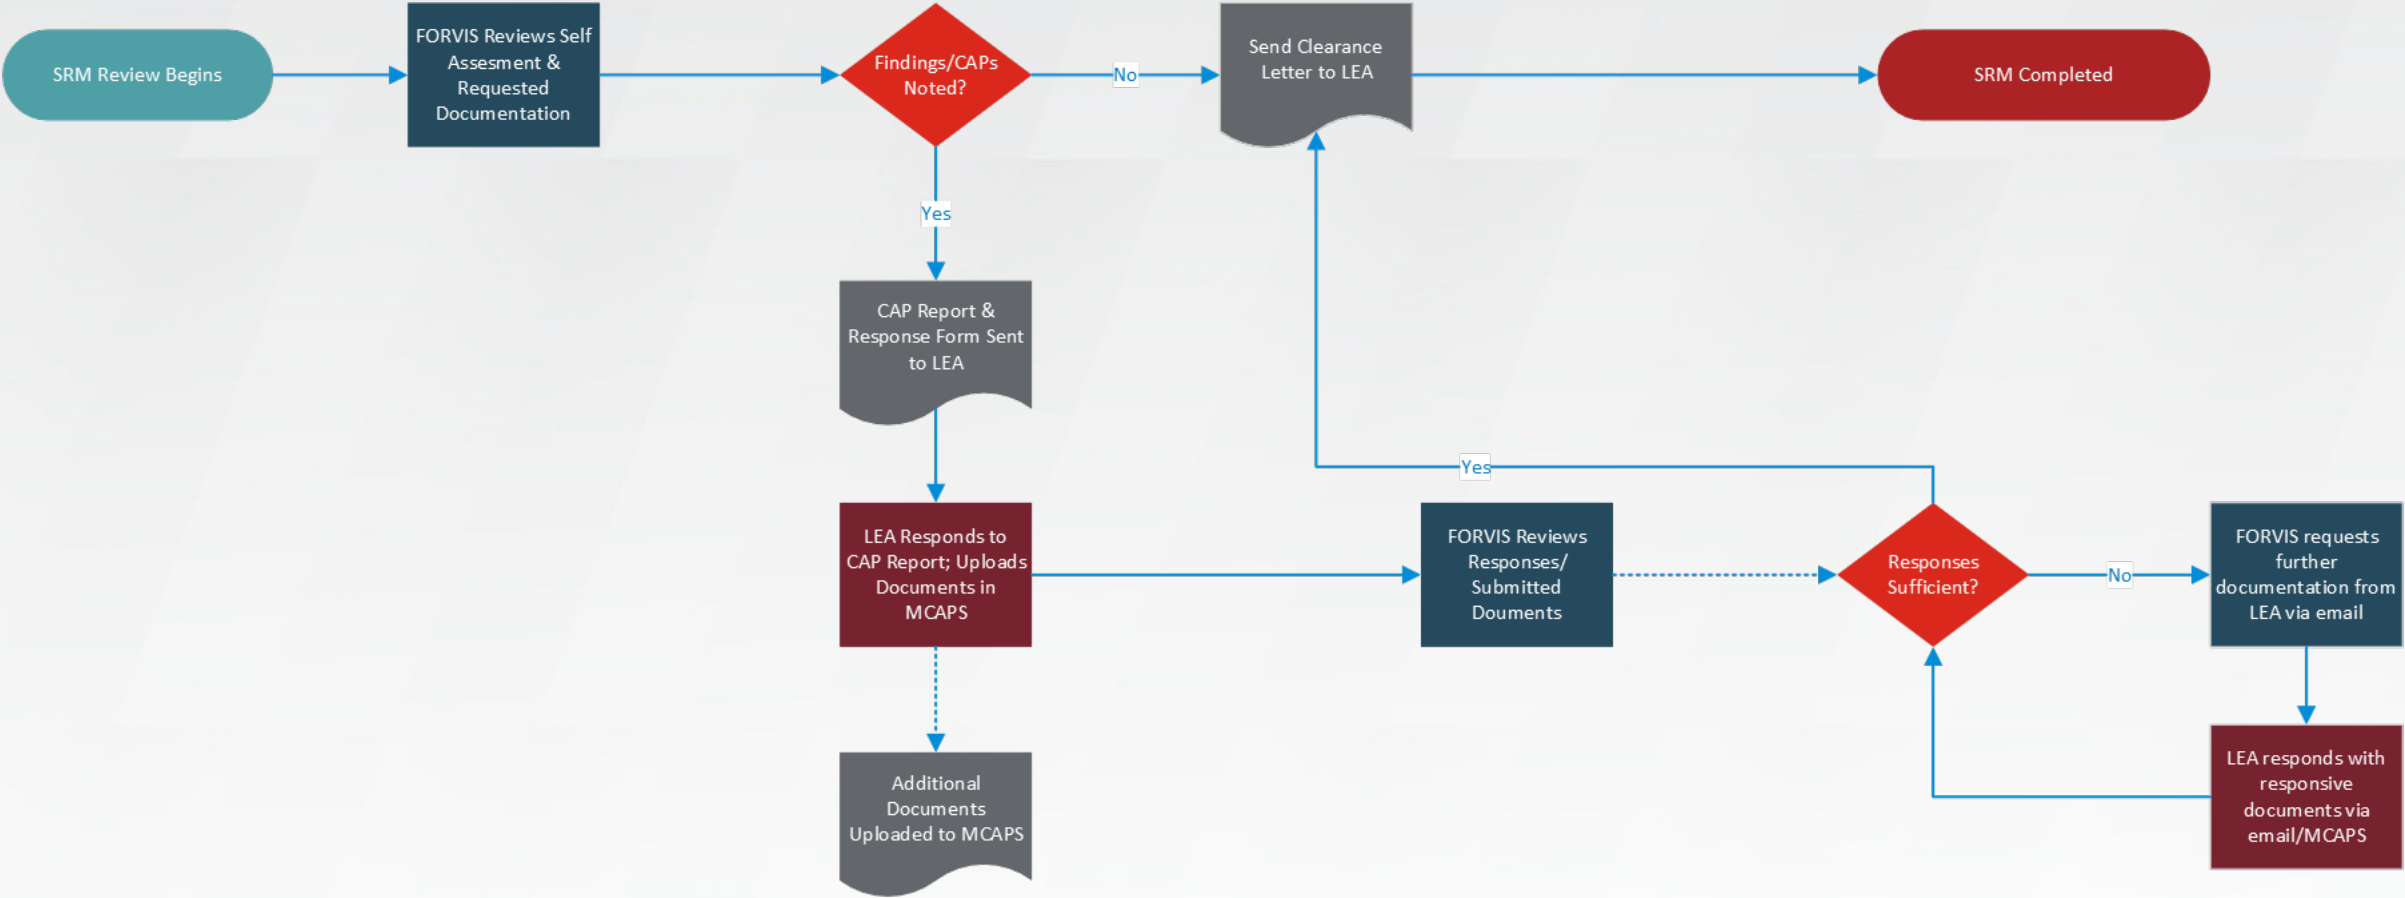 SRM Review Begins
FORVIS Reviews Self
Assesment &
Requested
Documentation
Findings/CAPs
Noted?
No
Send Clearance
Letter to LEA
SRM Completed
Yes
CAP Report &
Response Form Sent
to LEA
Yes
LEA Responds to
CAP Report; Uploads
Documents in
MCAPS
FORVIS Reviews
Responses/
Submitted
Douments
Responses
Sufficient?
No
FORVIS requests
further
documentation from
LEA via email
Additional
Documents
Uploaded to MCAPS
LEA responds with
responsive
documents via
email/MCAPS